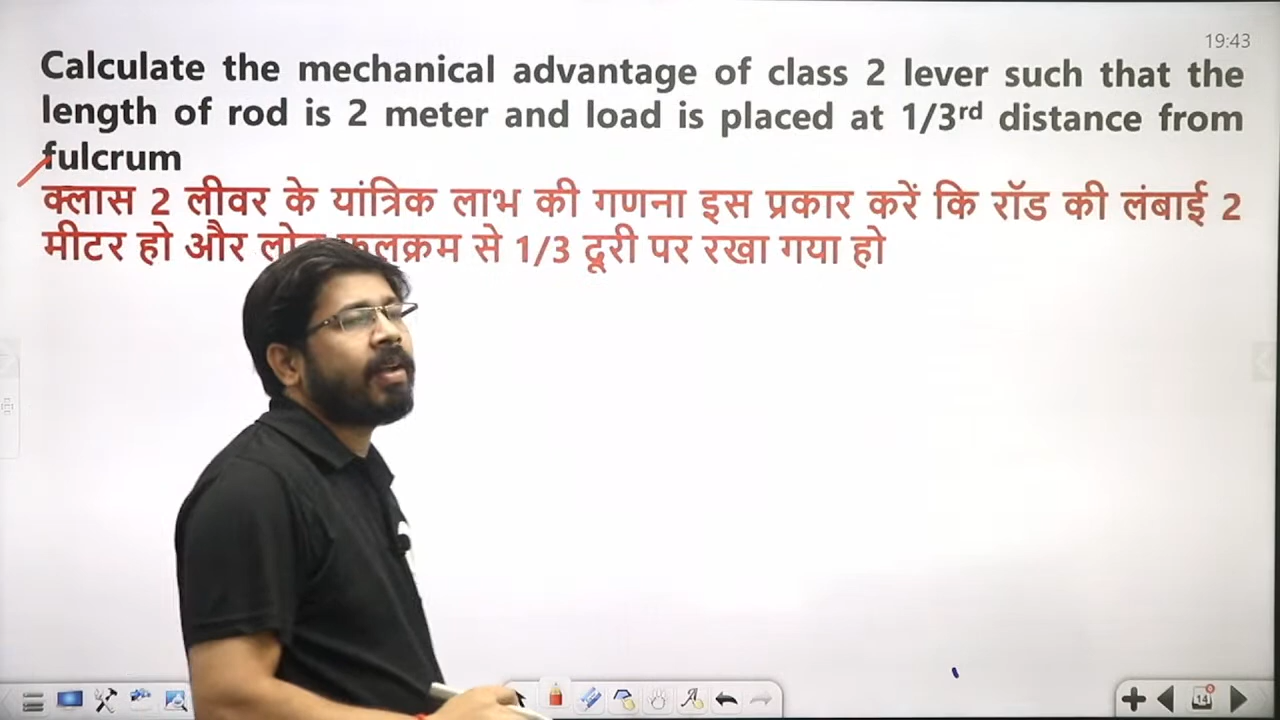 19:43
Calculate the mechanical advantage of class 2 lever such that the
length of rod is 2 meter and load is placed at 1/3rd distance from
fulcrum
क्लास 2 लीवर के यांत्रिक लाभ की गणना इस प्रकार करें कि रॉड की लंबाई 2
मीटर हो और से 1/3 दूरी पर रखा गया हो
14